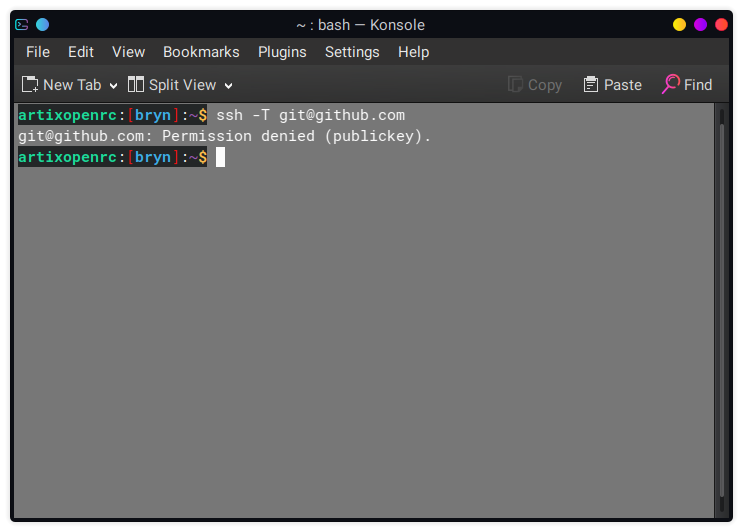 ~ : bash — Konsole
File Edit View Bookmarks Plugins Settings Help
New Tab Split View Copy Paste Find
artixopenrc:[bryn]:~$ ssh -T git@github.com
git@github.com: Permission denied (publickey).
artixopenrc:[bryn]:~$